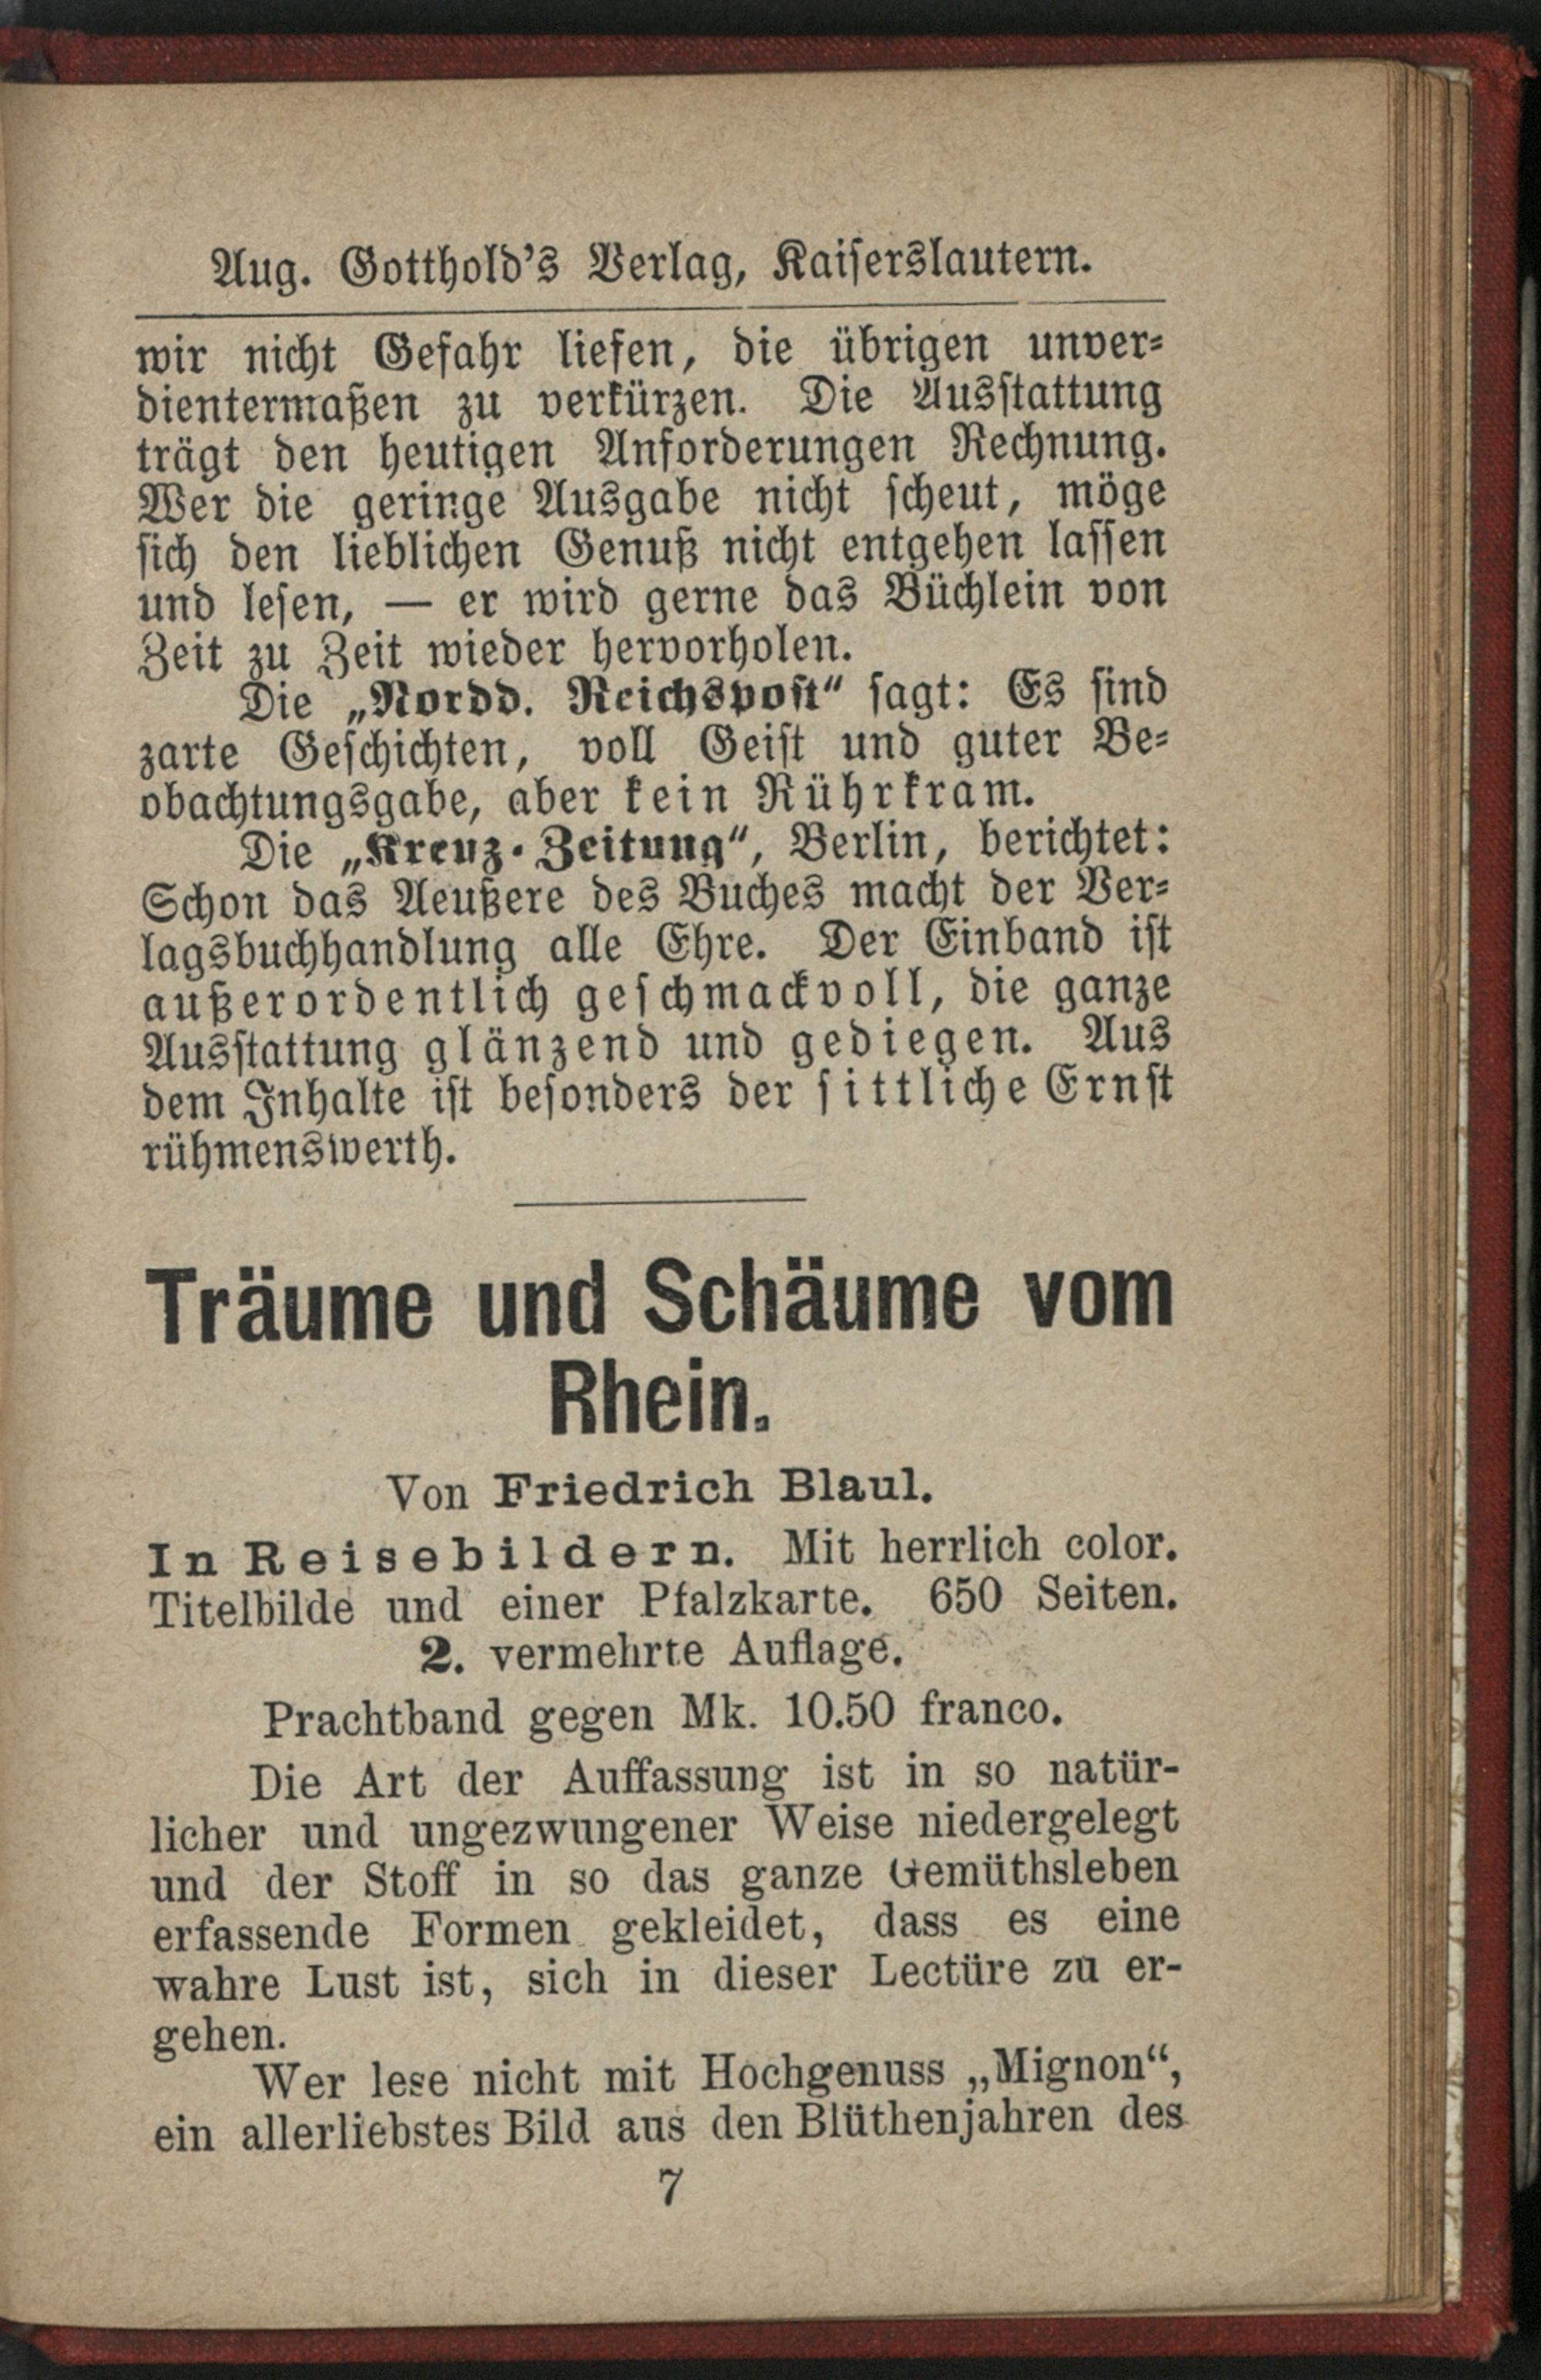 Aug. Gotthold's Verlag, Kaiserslautern.
wir nicht Gefahr liefen, die übrigen unver-
dientermaßen zu verkürzen. Die Ausstattung
trägt den heutigen Anforderungen Rechnung.
Wer die geringe Ausgabe nicht scheut, möge
sich den lieblichen Genuß nicht entgehen lassen
und lesen, — er wird gerne das Büchlein von
Zeit zu Zeit wieder hervorholen.
Die „Nordd. Reichspost“ sagt: Es sind
zarte Geschichten, voll Geist und guter Be-
obachtungsgabe, aber kein Rührkram.
Die „Kreuz-Zeitung“, Berlin, berichtet:
Schon das Aeußere des Buches macht der Ver-
lagsbuchhandlung alle Ehre. Der Einband ist
außerordentlich geschmackvoll, die ganze
Ausstattung glänzend und gediegen. Aus
dem Inhalte ist besonders der sittliche Ernst
rühmenswerth.
Träume und Schäume vom
Rhein.
Von Friedrich Blaul.
In Reisebildern. Mit herrlich color.
Titelbilde und einer Pfalzkarte. 650 Seiten.
2. vermehrte Auflage.
Prachtband gegen Mk. 10.50 franco.
Die Art der Auffassung ist in so natür-
licher und ungezwungener Weise niedergelegt
und der Stoff in so das ganze Gemüthsleben
erfassende Formen gekleidet, dass es eine
wahre Lust ist, sich in dieser Lectüre zu er-
gehen.
Wer lese nicht mit Hochgenuss „Mignon“,
ein allerliebstes Bild aus den Blüthenjahren des
7